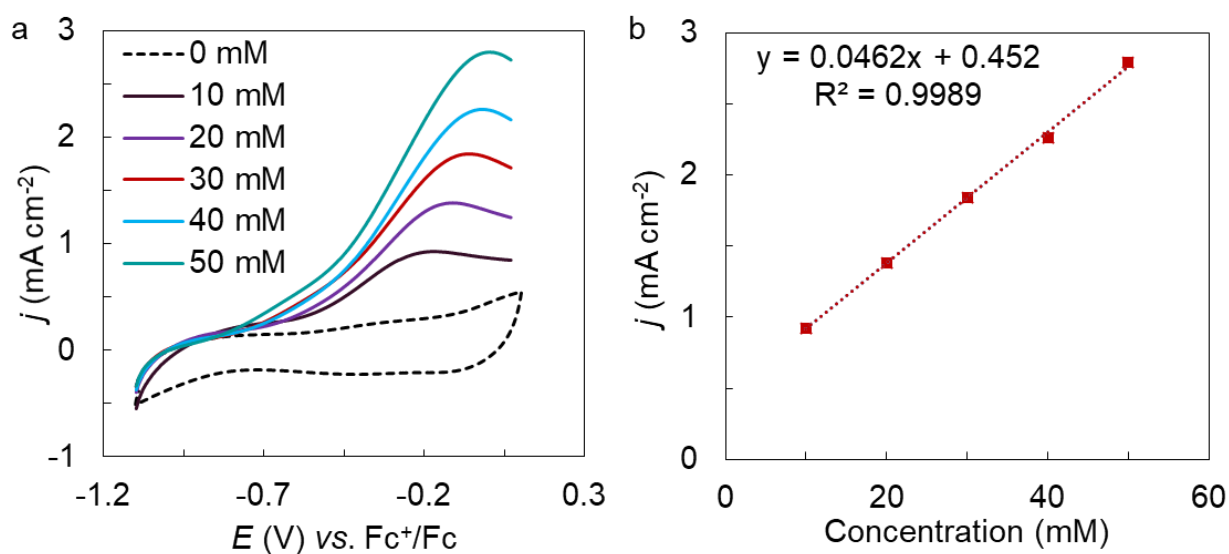 a
3
2
1
0
-1
j (mA cm⁻²)
0 mM
10 mM
20 mM
30 mM
40 mM
50 mM
-1.2
-0.7
-0.2
0.3
E (V) vs. Fc⁺/Fc
b
3
2
1
0
j (mA cm⁻²)
y = 0.0462x + 0.452
R² = 0.9989
0
20
40
60
Concentration (mM)